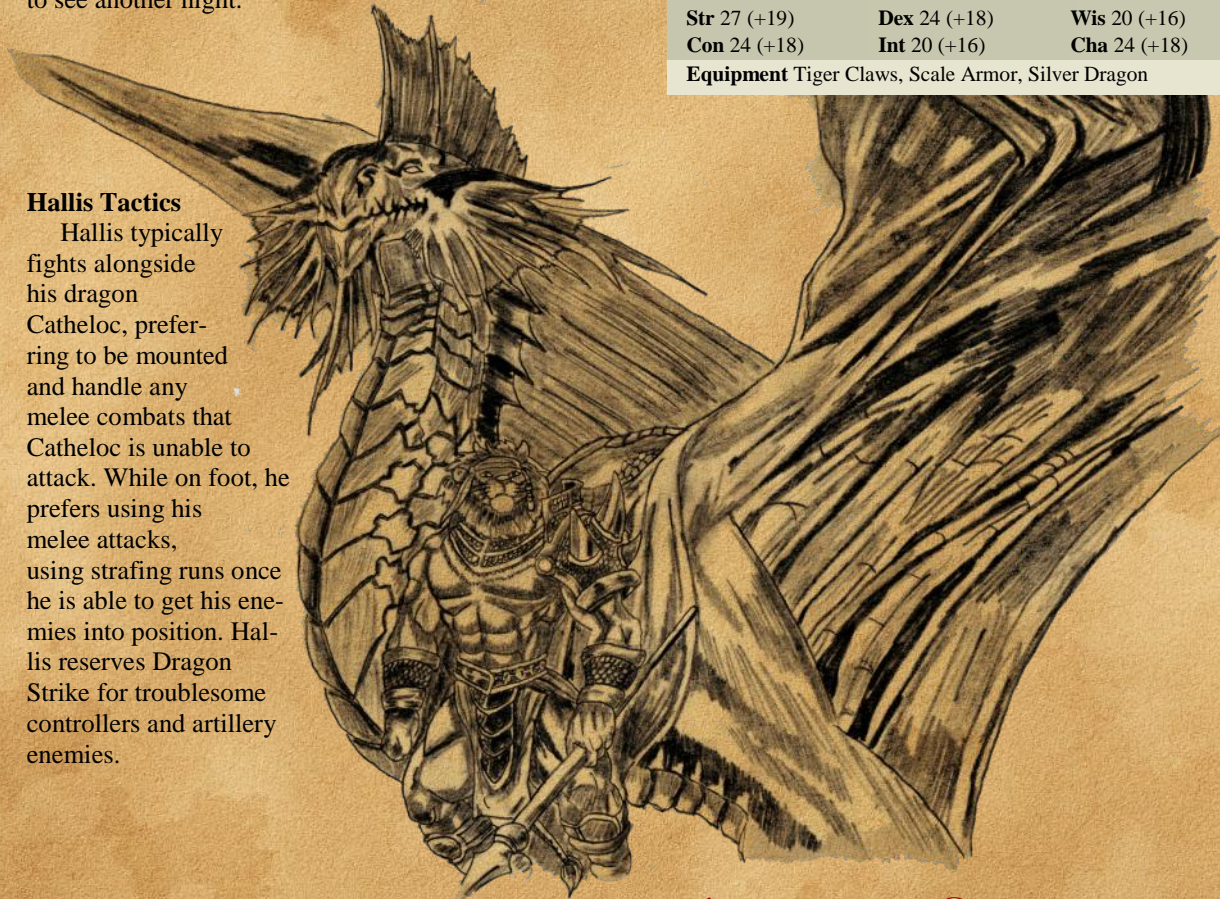 to see another night.
Hallis Tactics
Hallis typically
fights alongside
his dragon
Catheloc, prefer-
ring to be mounted
and handle any
melee combats that
Catheloc is unable to
attack. While on foot, he
prefers using his
melee attacks,
using strafing runs once
he is able to get his ene-
mies into position. Hal-
lis reserves Dragon
Strike for troublesome
controllers and artillery
enemies.
Str 27 (+19) Dex 24 (+18) Wis 20 (+16)
Con 24 (+18) Int 20 (+16) Cha 24 (+18)
Equipment Tiger Claws, Scale Armor, Silver Dragon